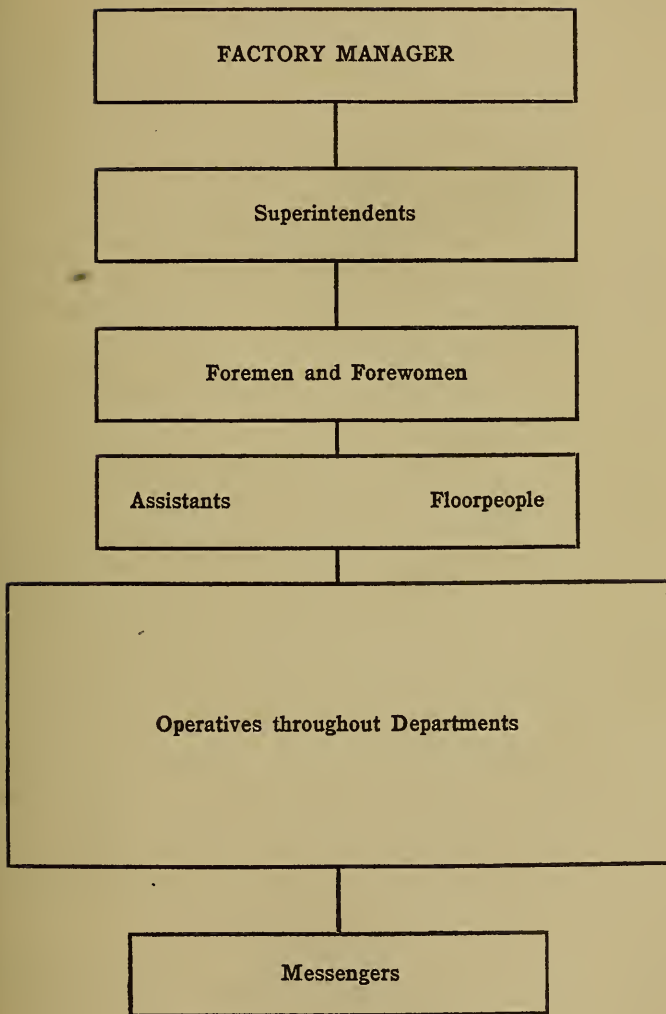 FACTORY MANAGER
Superintendents
Foremen and Forewomen
Assistants Floorpeople
Operatives throughout Departments
Messengers